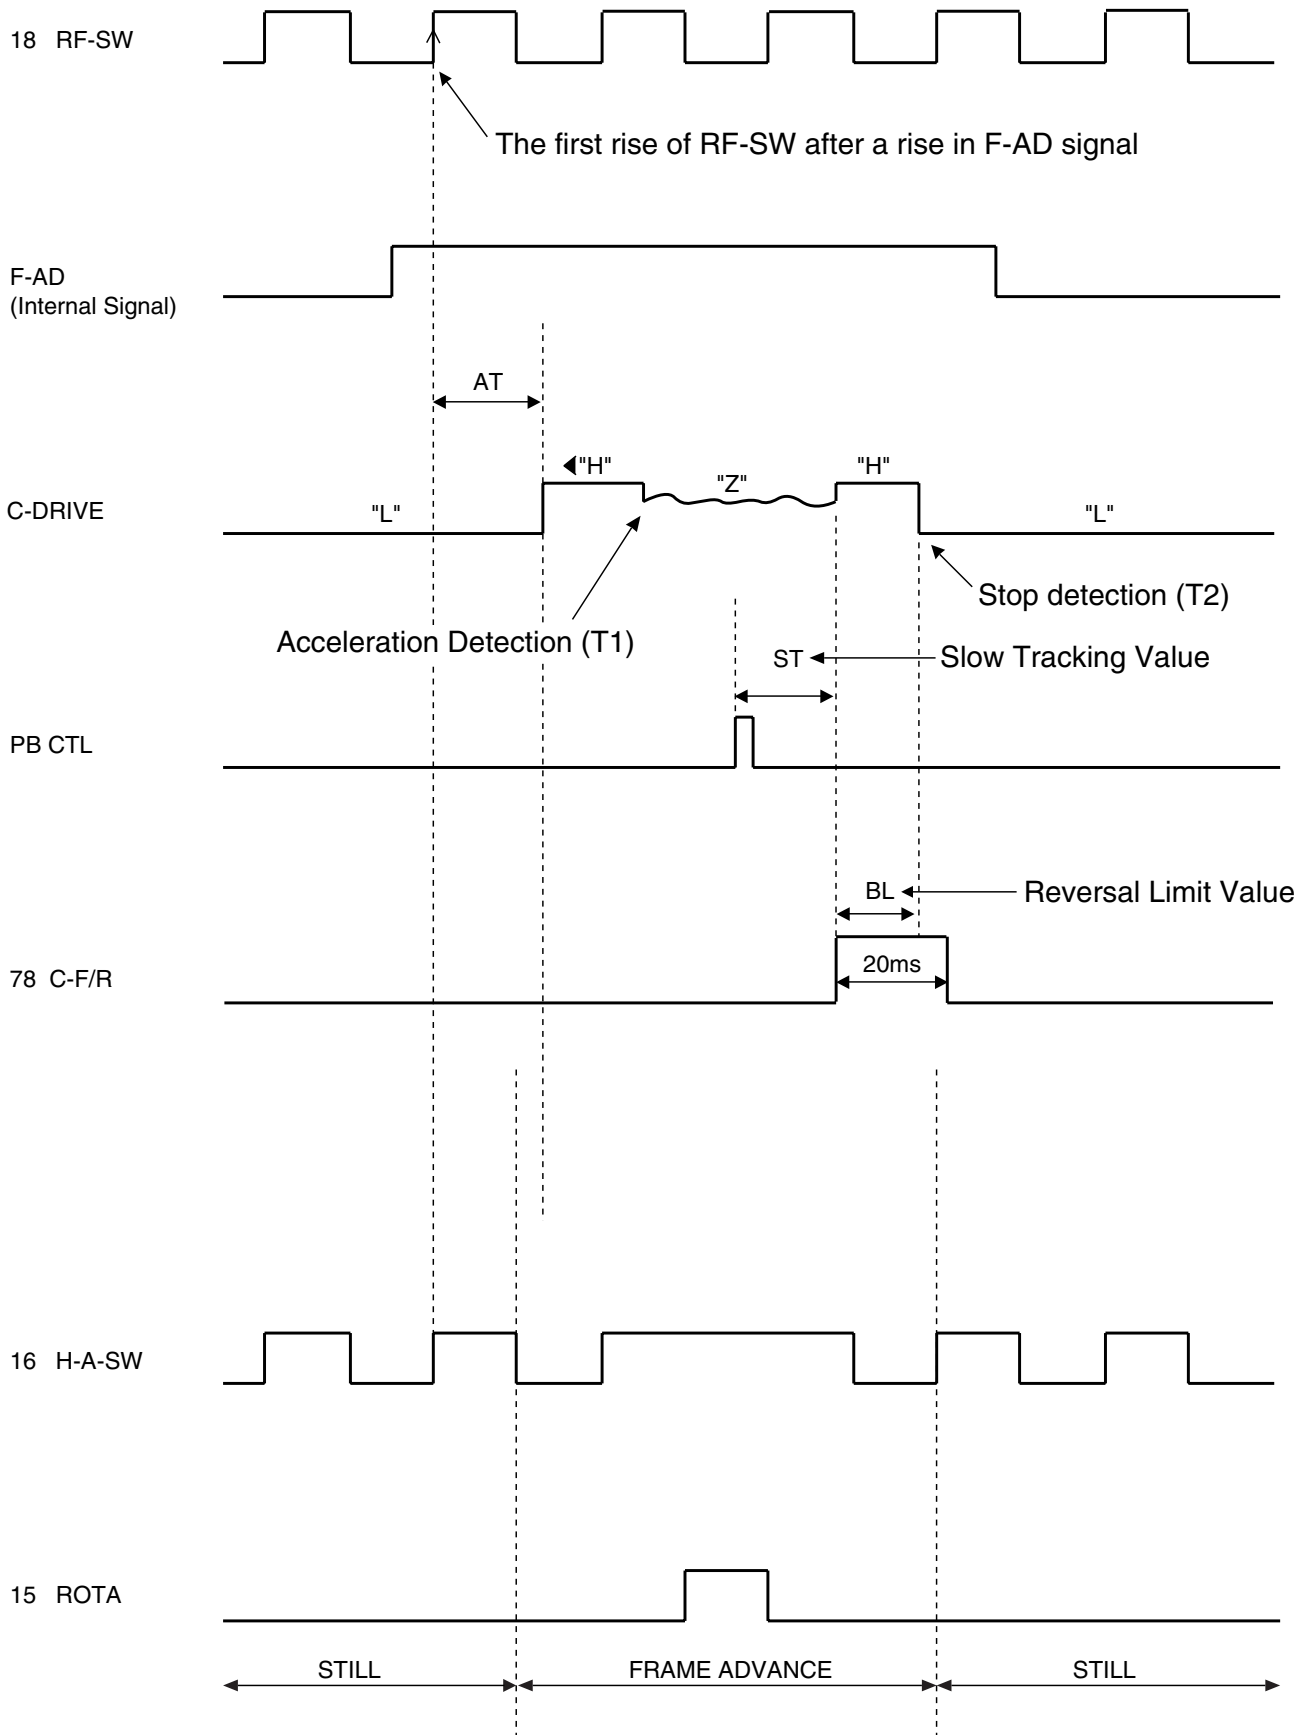 18 RF-SW
The first rise of RF-SW after a rise in F-AD signal
F-AD
(Internal Signal)
AT
"H"
"Z"
"H"
C-DRIVE
"L"
"L"
Stop detection (T2)
Acceleration Detection (T1)
ST
Slow Tracking Value
PB CTL
BL
Reversal Limit Value
20ms
78 C-F/R
16 H-A-SW
15 ROTA
STILL
FRAME ADVANCE
STILL